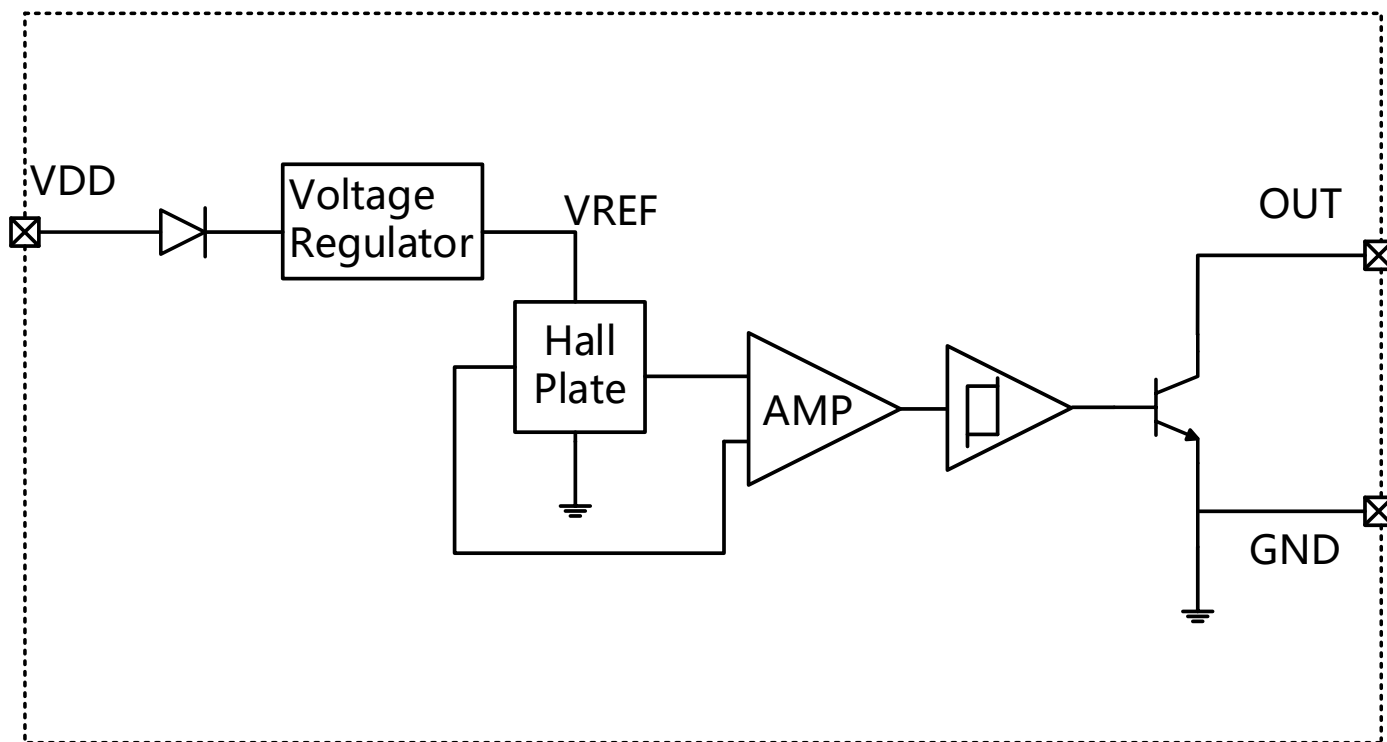 VDD
Voltage
Regulator
VREF
OUT
Hall
Plate
AMP
GND